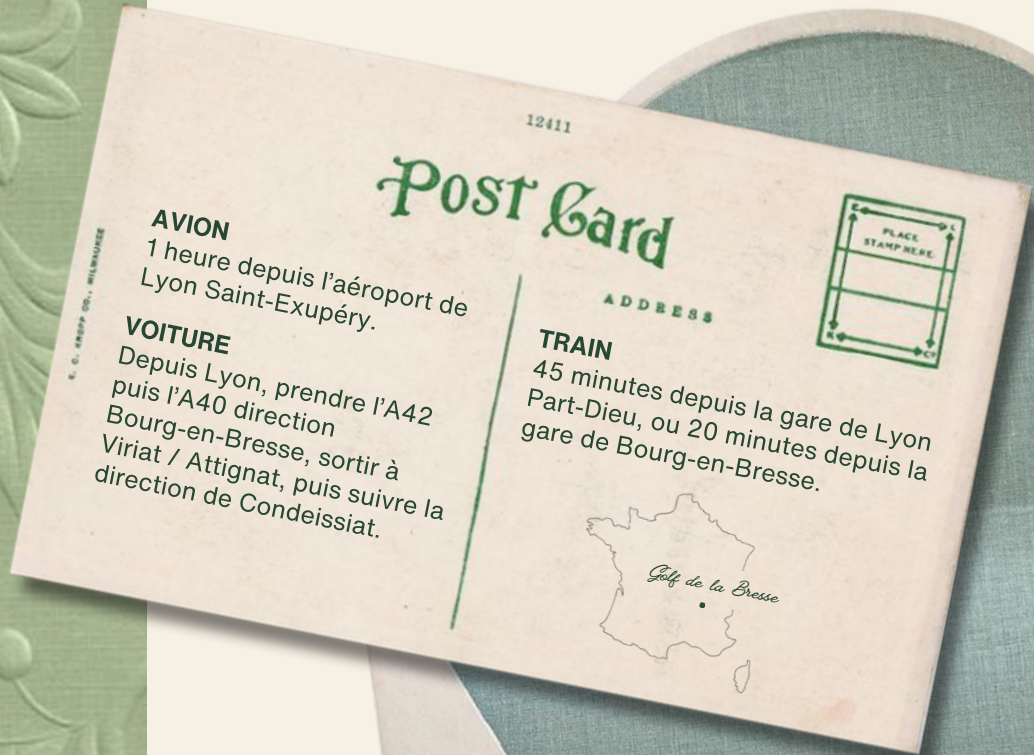 12411
Post Card
PLACE
STAMP HERE
ADDRESS
AVION
1 heure depuis l'aéroport de
Lyon Saint-Exupéry.
VOITURE
Depuis Lyon, prendre l'A42
puis l'A40 direction
Bourg-en-Bresse, sortir à
Viriat / Attignat, puis suivre la
direction de Condeissiat.
TRAIN
45 minutes depuis la gare de Lyon
Part-Dieu, ou 20 minutes depuis la
gare de Bourg-en-Bresse.
Golf de la Bresse
E. C. KROPP CO., MILWAUKEE